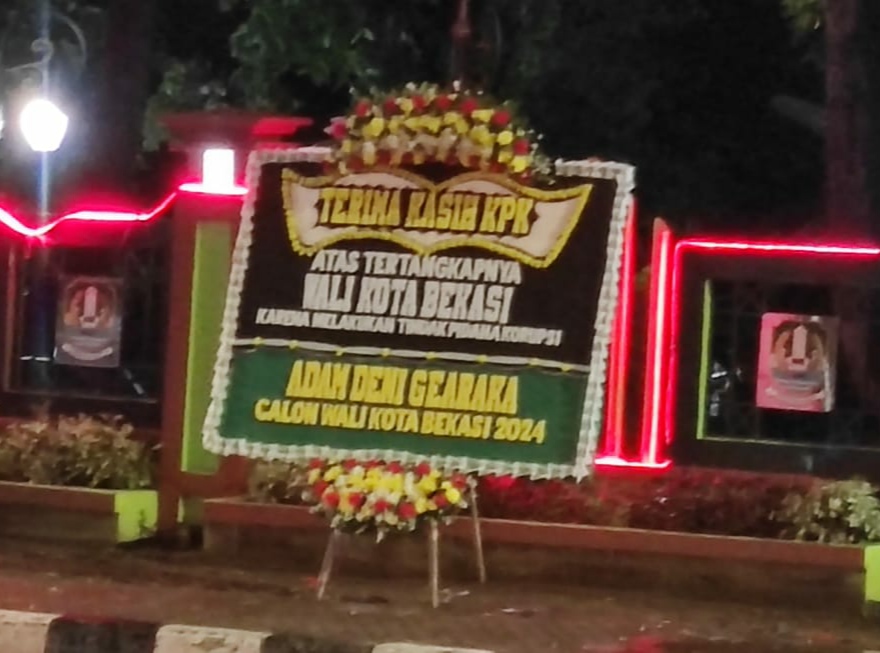 TERIMA KASIH KPK
ATAS TERTANGKAPNYA
WALI KOTA BEKASI
KARENA MELAKUKAN TINDAK PIDANA KORUPSI
ADAM DENI GEARAKA
CALON WALI KOTA BEKASI 2024